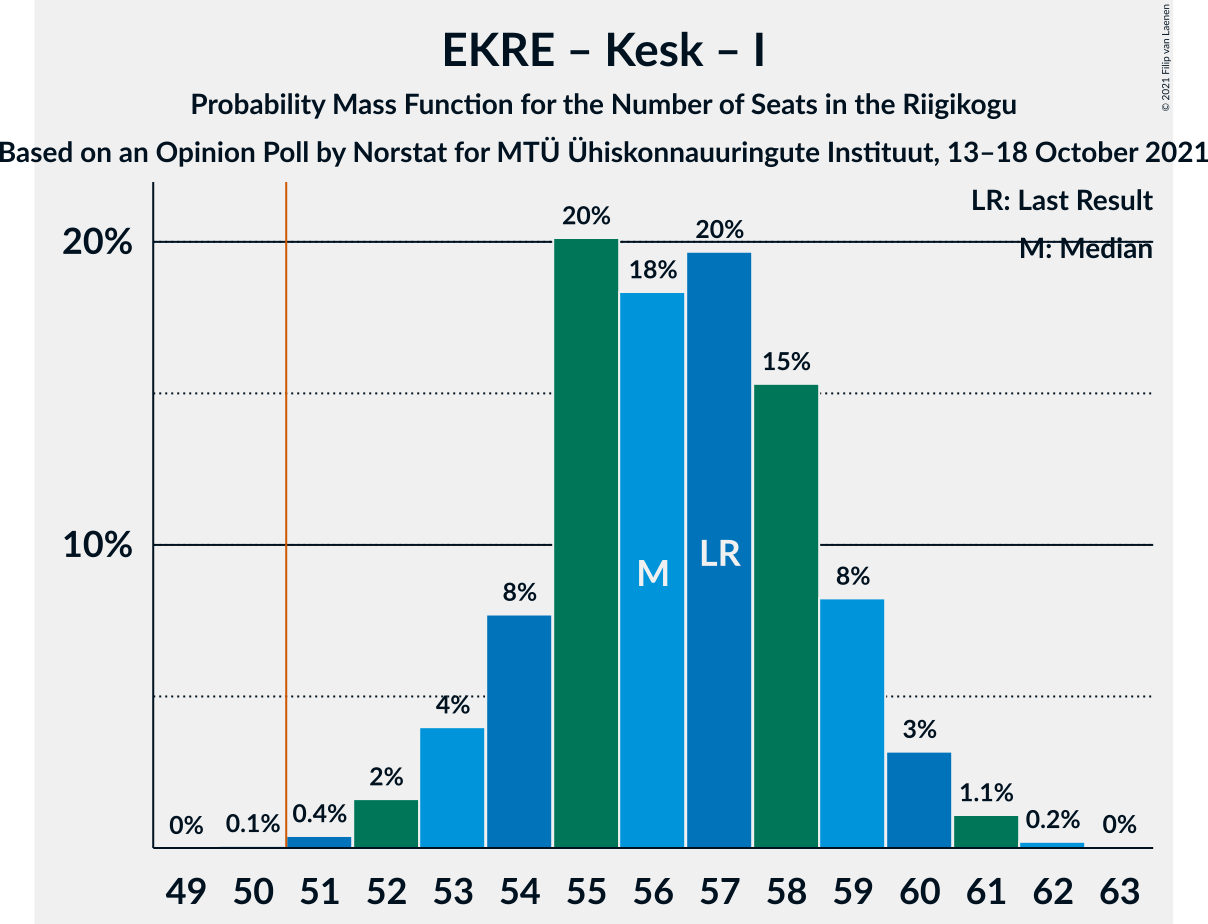 EKRE – Kesk – I
Probability Mass Function for the Number of Seats in the Riigikogu
Based on an Opinion Poll by Norstat for MTÜ Ühiskonnauuringute Instituut, 13–18 October 2021
© 2021 Filip van Laenen
LR: Last Result
M: Median
20%
10%
0%
0.1%
0.4%
2%
4%
8%
20%
18%
20%
15%
8%
3%
1.1%
0.2%
0%
M
LR
49 50 51 52 53 54 55 56 57 58 59 60 61 62 63